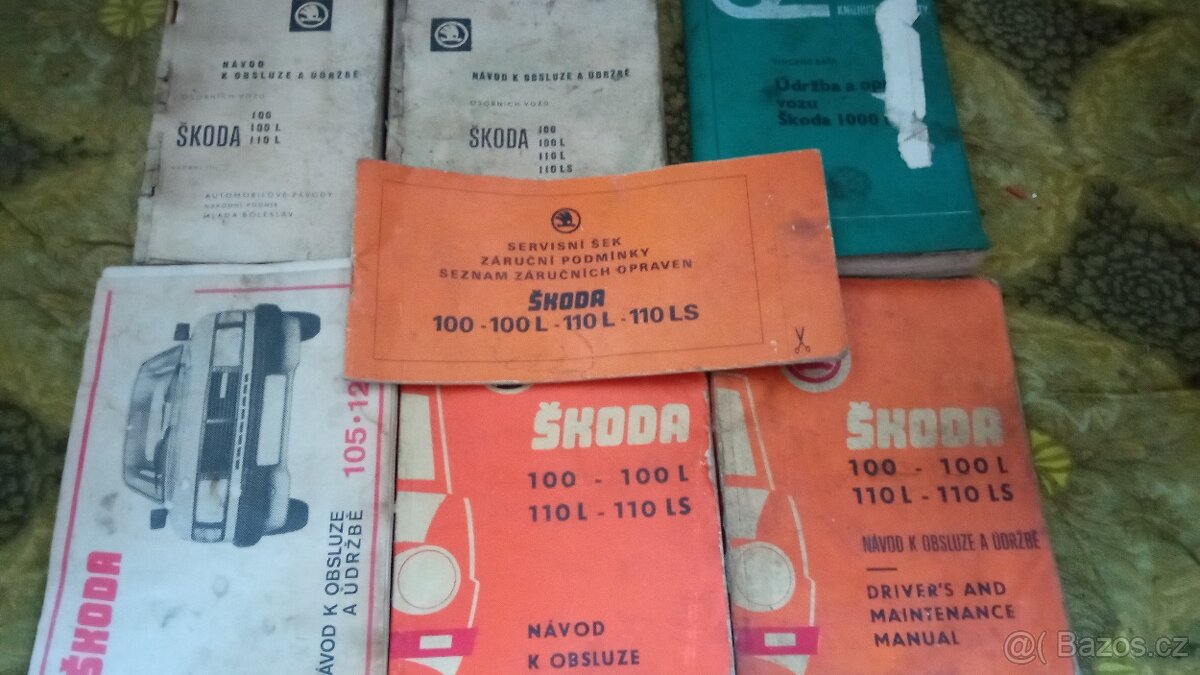 NÁVOD
K OBSLUZE A ÚDRŽBĚ
OSOBNÍCH VOZŮ
ŠKODA
100
100 L
110 L
AUTOMOBILOVÉ ZÁVODY
NÁRODNÍ PODNIK
MLADÁ BOLESLAV
NÁVOD K OBSLUZE A ÚDRŽBĚ
OSOBNÍCH VOZŮ
ŠKODA
100
100 L
110 L
110 LS
Údržba a
vozu
Škoda 1000
SERVISNÍ ŠEK
ZÁRUČNÍ PODMÍNKY
SEZNAM ZÁRUČNÍCH OPRAVEN
ŠKODA
100 - 100 L - 110 L - 110 LS
ŠKODA
105 · 12
NÁVOD K OBSLUZE
A ÚDRŽBĚ
ŠKODA
100 - 100 L
110 L - 110 LS
NÁVOD
K OBSLUZE
ŠKODA
100 - 100 L
110 L - 110 LS
NÁVOD K OBSLUZE A ÚDRŽBĚ
DRIVER'S AND
MAINTENANCE
MANUAL
@( Bazos.cz